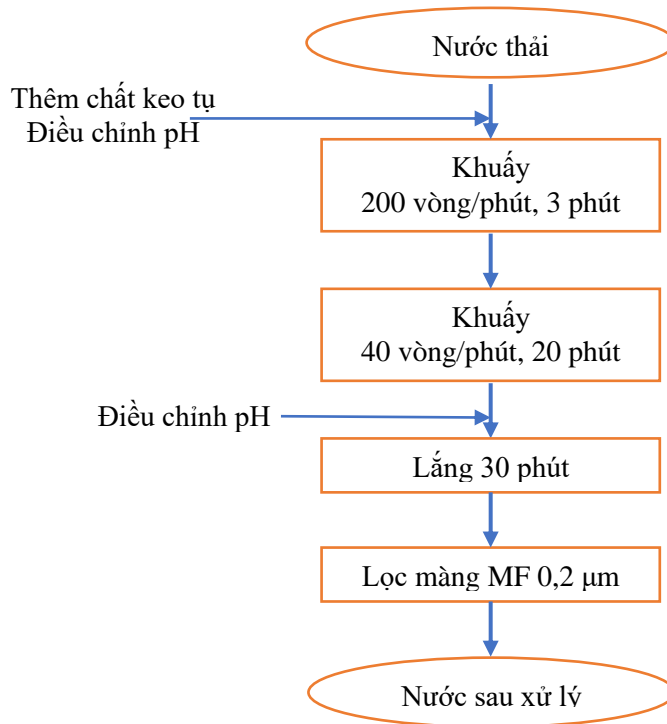 Nước thải
Thêm chất keo tụ
Điều chỉnh pH
Khuấy
200 vòng/phút, 3 phút
Khuấy
40 vòng/phút, 20 phút
Điều chỉnh pH
Lắng 30 phút
Lọc màng MF 0,2 μm
Nước sau xử lý